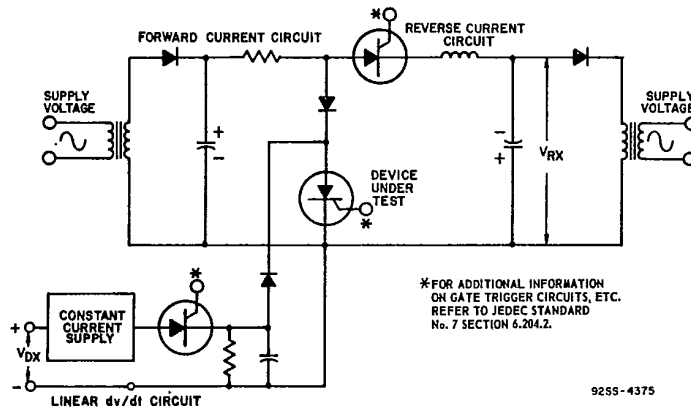 FORWARD CURRENT CIRCUIT
*
REVERSE CURRENT
CIRCUIT
SUPPLY
VOLTAGE
SUPPLY
VOLTAGE
+
-
-
+
VRX
DEVICE
UNDER
TEST
*
*
*FOR ADDITIONAL INFORMATION
ON GATE TRIGGER CIRCUITS, ETC.
REFER TO JEDEC STANDARD
No. 7 SECTION 6.204.2.
+
VDX
-
CONSTANT
CURRENT
SUPPLY
LINEAR dv/dt CIRCUIT
92SS-4375